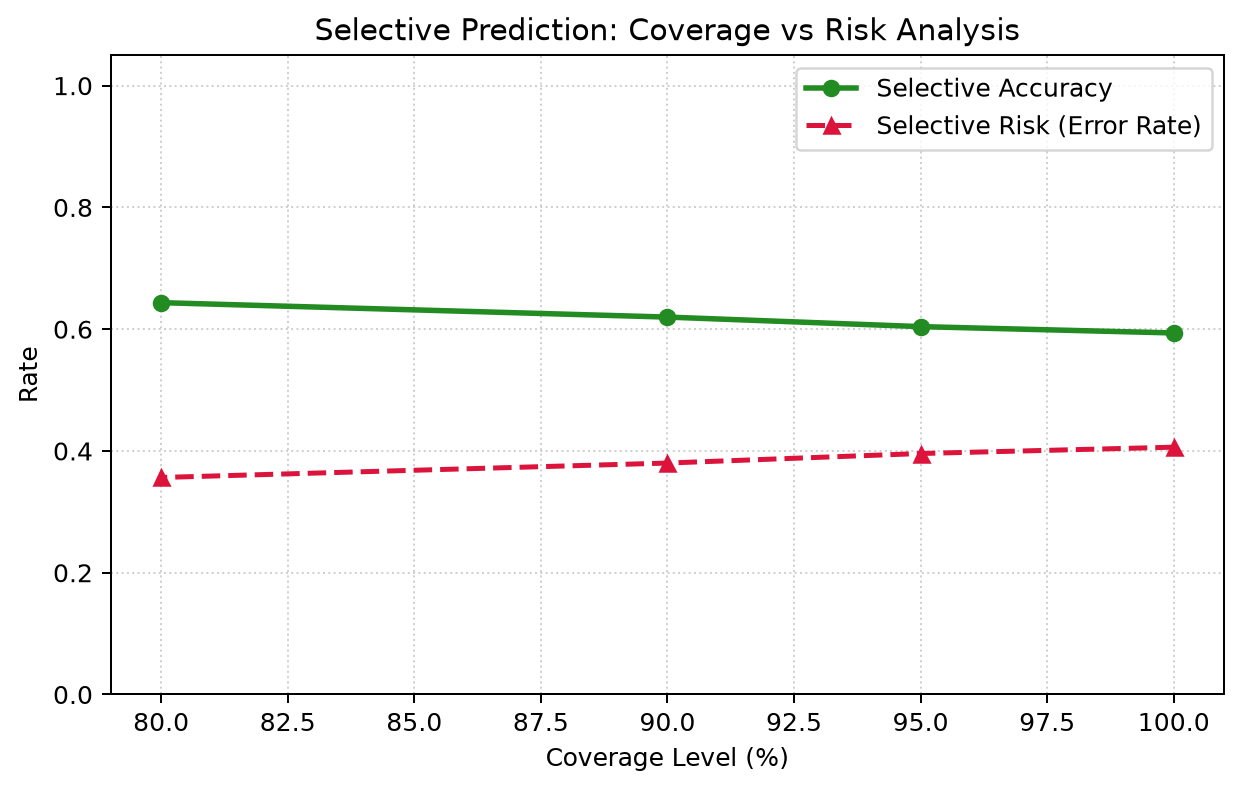 Selective Prediction: Coverage vs Risk Analysis
Selective Accuracy
Selective Risk (Error Rate)
Rate
1.0
0.8
0.6
0.4
0.2
0.0
80.0 82.5 85.0 87.5 90.0 92.5 95.0 97.5 100.0
Coverage Level (%)